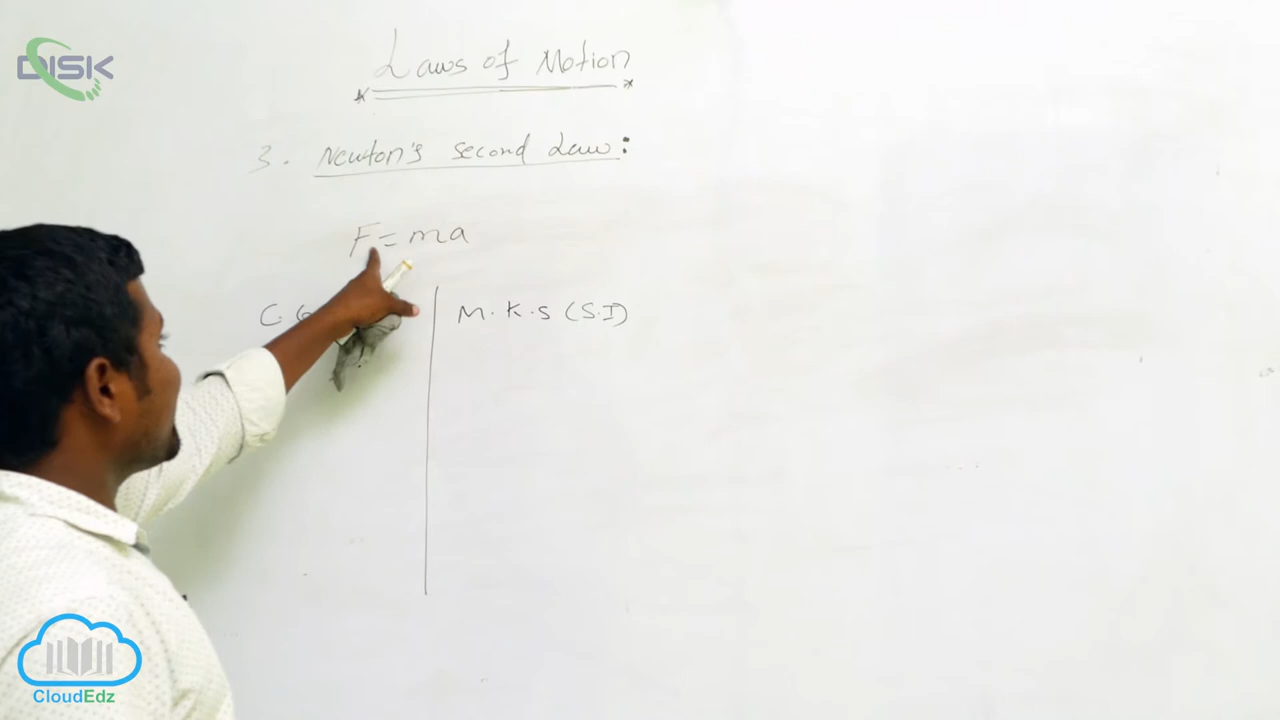 DISK
Laws of Motion
3. Newton's second Law:
F = ma
C. G
M. K. S (S.I)
CloudEdz